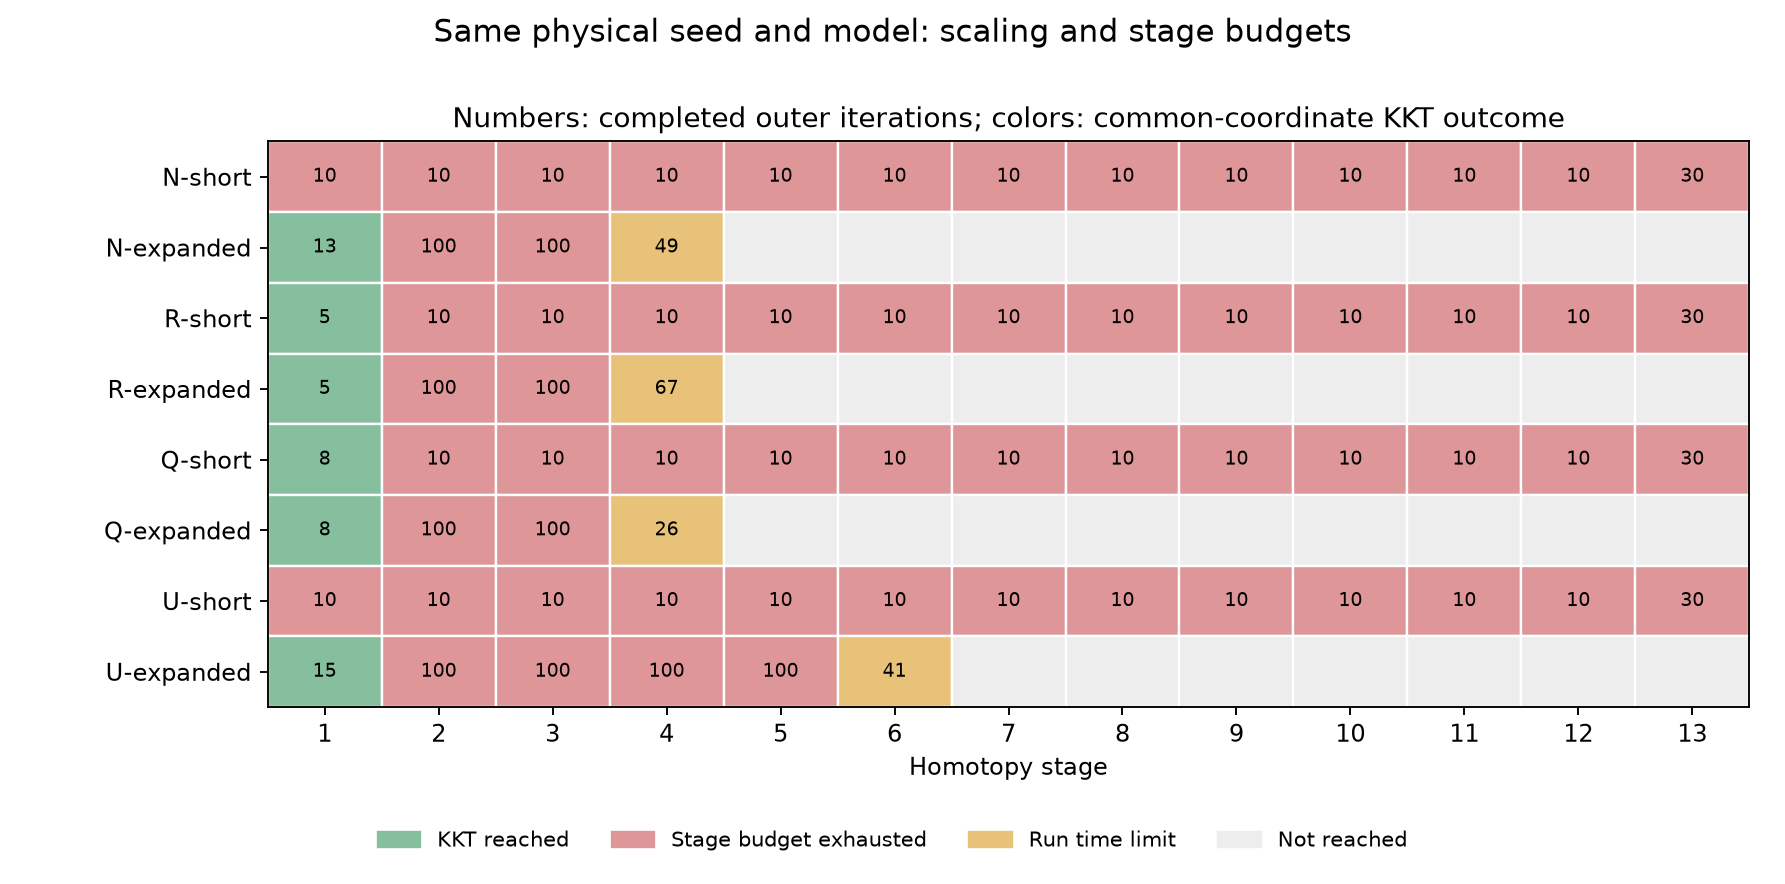 Same physical seed and model: scaling and stage budgets
Numbers: completed outer iterations; colors: common-coordinate KKT outcome
N-short 10 10 10 10 10 10 10 10 10 10 10 10 30
N-expanded 13 100 100 49
R-short 5 10 10 10 10 10 10 10 10 10 10 10 30
R-expanded 5 100 100 67
Q-short 8 10 10 10 10 10 10 10 10 10 10 10 30
Q-expanded 8 100 100 26
U-short 10 10 10 10 10 10 10 10 10 10 10 10 30
U-expanded 15 100 100 100 100 41
1 2 3 4 5 6 7 8 9 10 11 12 13
Homotopy stage
KKT reached Stage budget exhausted Run time limit Not reached